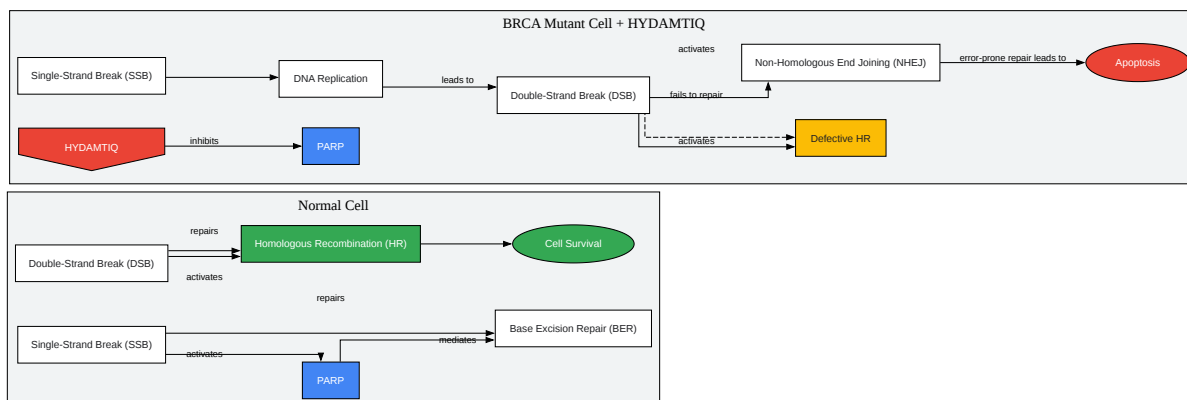 BRCA Mutant Cell + HYDAMTIQ
activates
Single-Strand Break (SSB)
DNA Replication
leads to
Double-Strand Break (DSB)
fails to repair
Non-Homologous End Joining (NHEJ)
error-prone repair leads to
Apoptosis
HYDAMTIQ
inhibits
PARP
activates
Defective HR
Normal Cell
Double-Strand Break (DSB)
repairs
activates
Homologous Recombination (HR)
Cell Survival
repairs
Single-Strand Break (SSB)
activates
PARP
mediates
Base Excision Repair (BER)